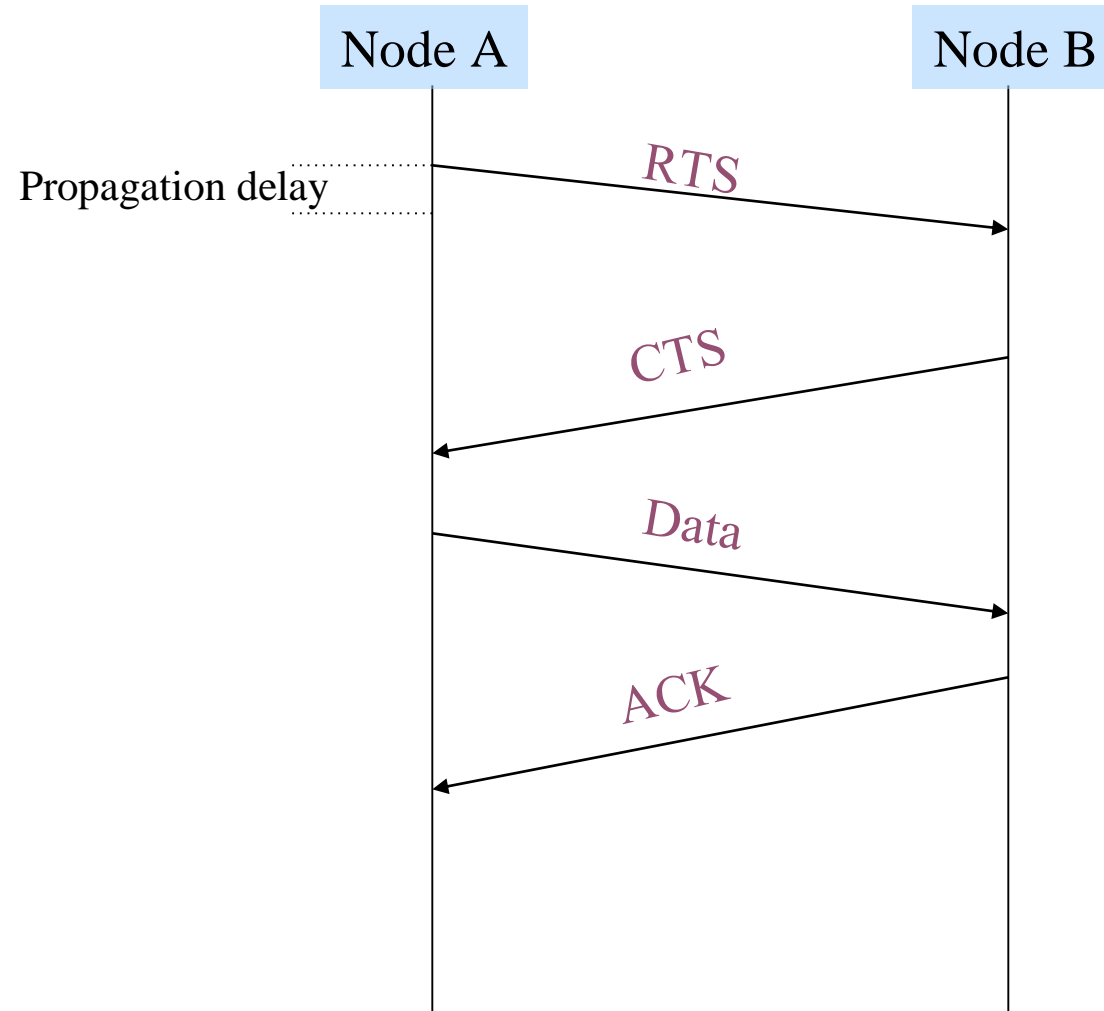 Node A
Node B
Propagation delay
RTS
CTS
Data
ACK